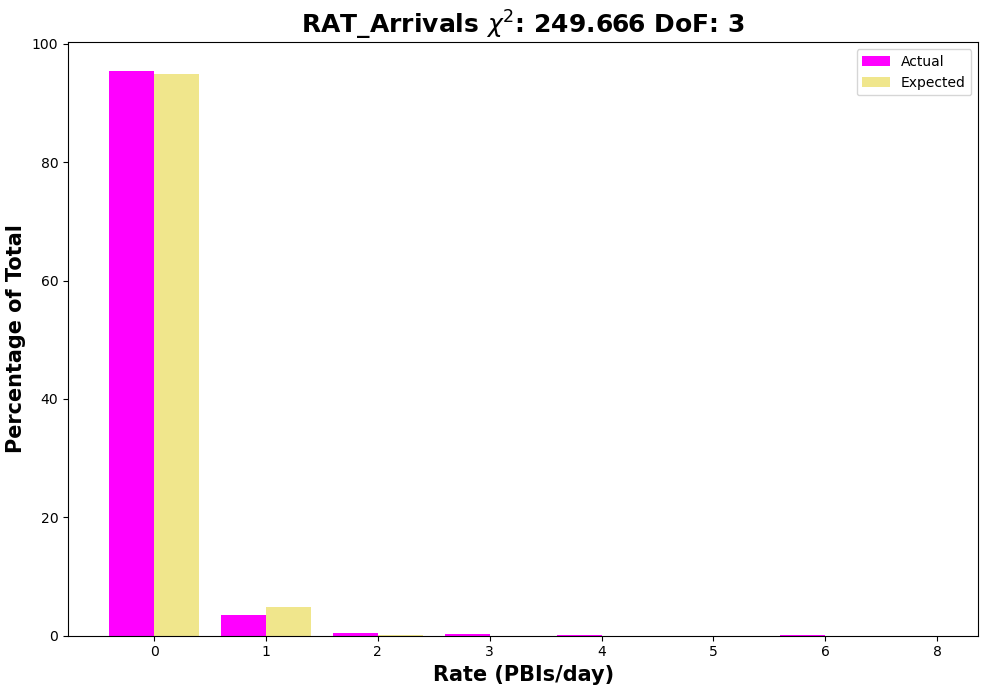 RAT_Arrivals χ²: 249.666 DoF: 3
Actual
Expected
100
80
60
40
20
0
Percentage of Total
0 1 2 3 4 5 6 8
Rate (PBIs/day)